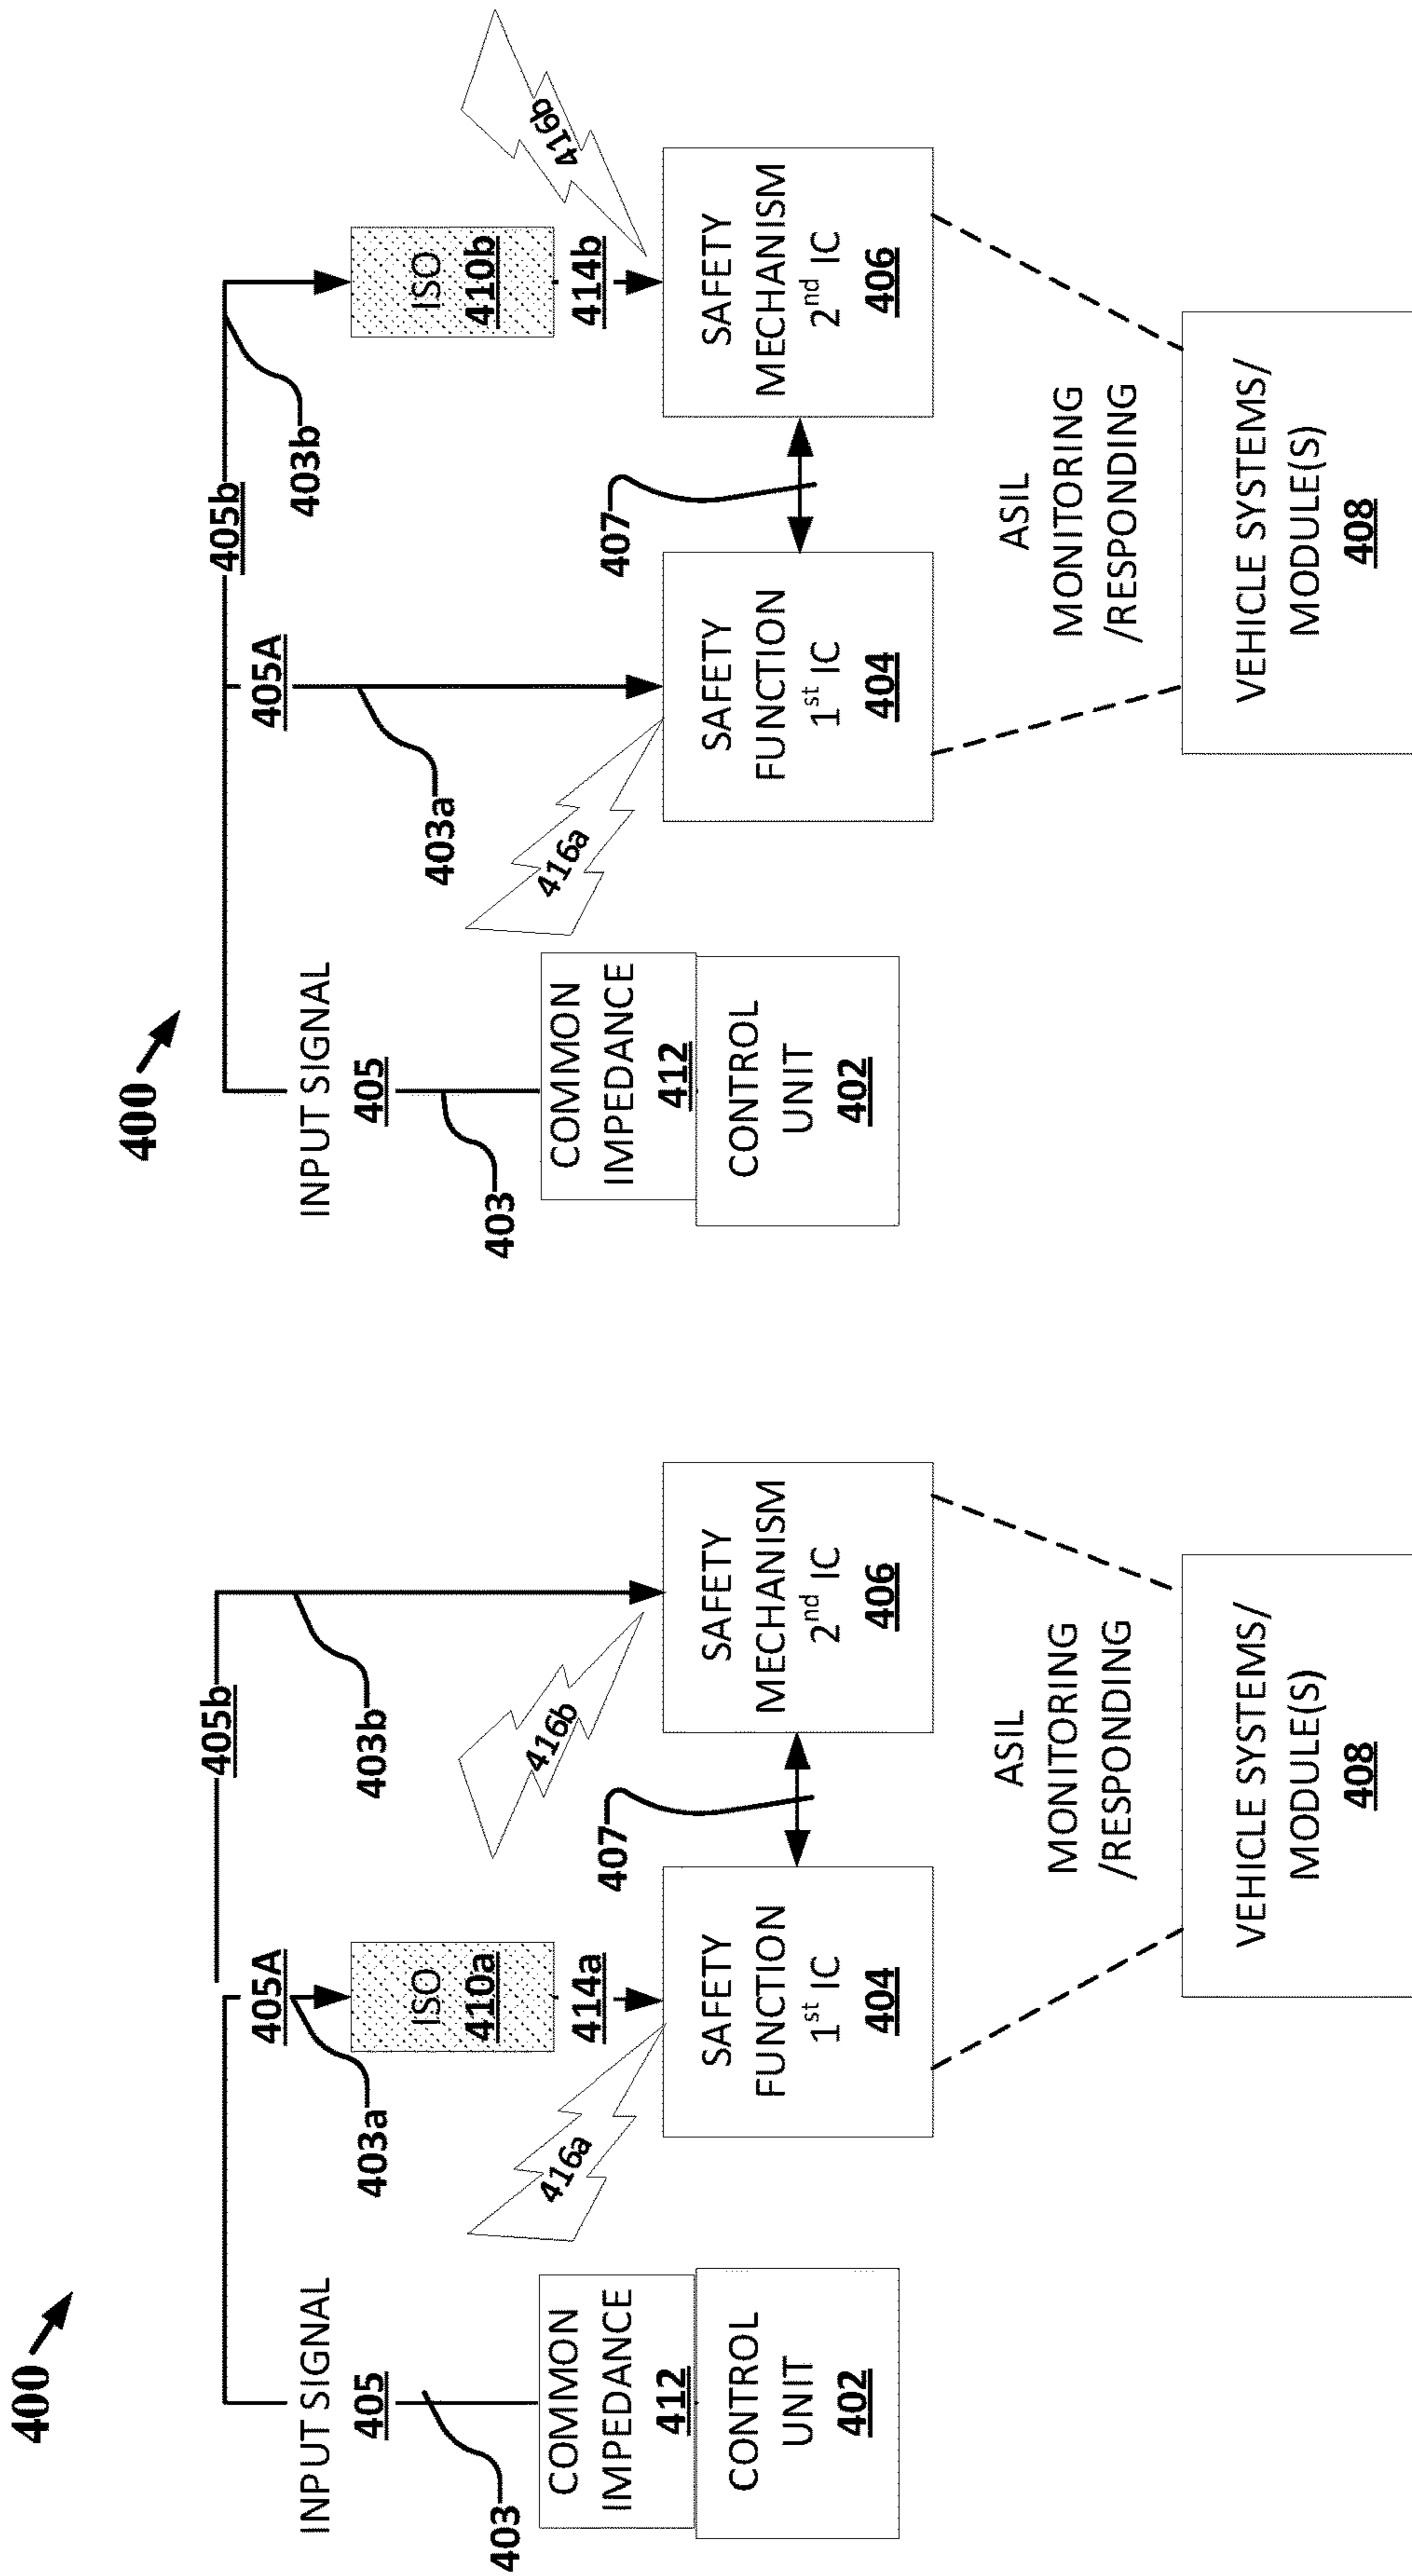 400
INPUT SIGNAL
405
403
COMMON
IMPEDANCE
412
CONTROL
UNIT
402
405A
403a
ISO
410a
414a
416a
SAFETY
FUNCTION
1st IC
404
405b
403b
416b
407
SAFETY
MECHANISM
2nd IC
406
ASIL
MONITORING
/RESPONDING
VEHICLE SYSTEMS/
MODULE(S)
408
400
INPUT SIGNAL
405
403
COMMON
IMPEDANCE
412
CONTROL
UNIT
402
405A
403a
416a
SAFETY
FUNCTION
1st IC
404
405b
403b
ISO
410b
414b
416b
407
SAFETY
MECHANISM
2nd IC
406
ASIL
MONITORING
/RESPONDING
VEHICLE SYSTEMS/
MODULE(S)
408